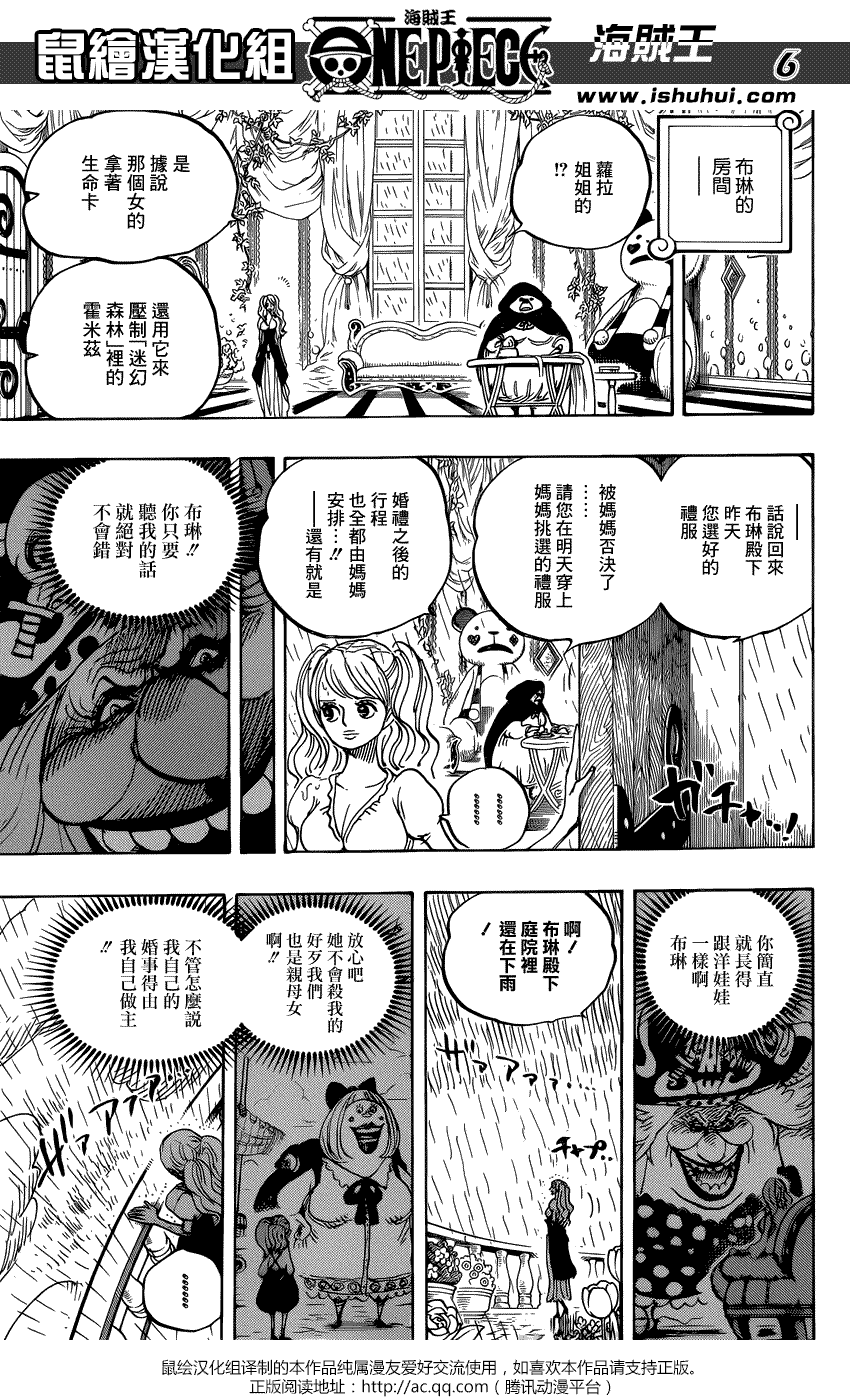 鼠繪漢化組
海賊王
ONE PIECE
海賊王
6
www.ishuhui.com
布琳的
房間
──
蘿拉
姐姐的
!?
是
據說
那個女的
拿著
生命卡
還用它來
壓制「迷幻
森林」裡的
霍米茲
──
話說回來
布琳殿下
昨天
您選好的
禮服
被媽媽否決了
……
請您在明天穿上
媽媽挑選的禮服
婚禮之後的
行程
也全都由媽媽
安排…!!
──還有就是
………
………
ガチャ…!
布琳!!
你只要
聽我的話
就絕對
不會錯
你簡直
就長得
跟洋娃娃
一樣啊
布琳
啊!
布琳殿下
庭院裡
還在下雨
!
ザァァァ…
チャプ..
放心吧
她不會殺我的
好歹我們
也是親母女
啊!!
不管怎麼說
我自己的
婚事得由
我自己做主
!!
ザァァァ…
………
………
鼠绘汉化组译制的本作品纯属漫友爱好交流使用，如喜欢本作品请支持正版。
正版阅读地址：http://ac.qq.com（腾讯动漫平台）